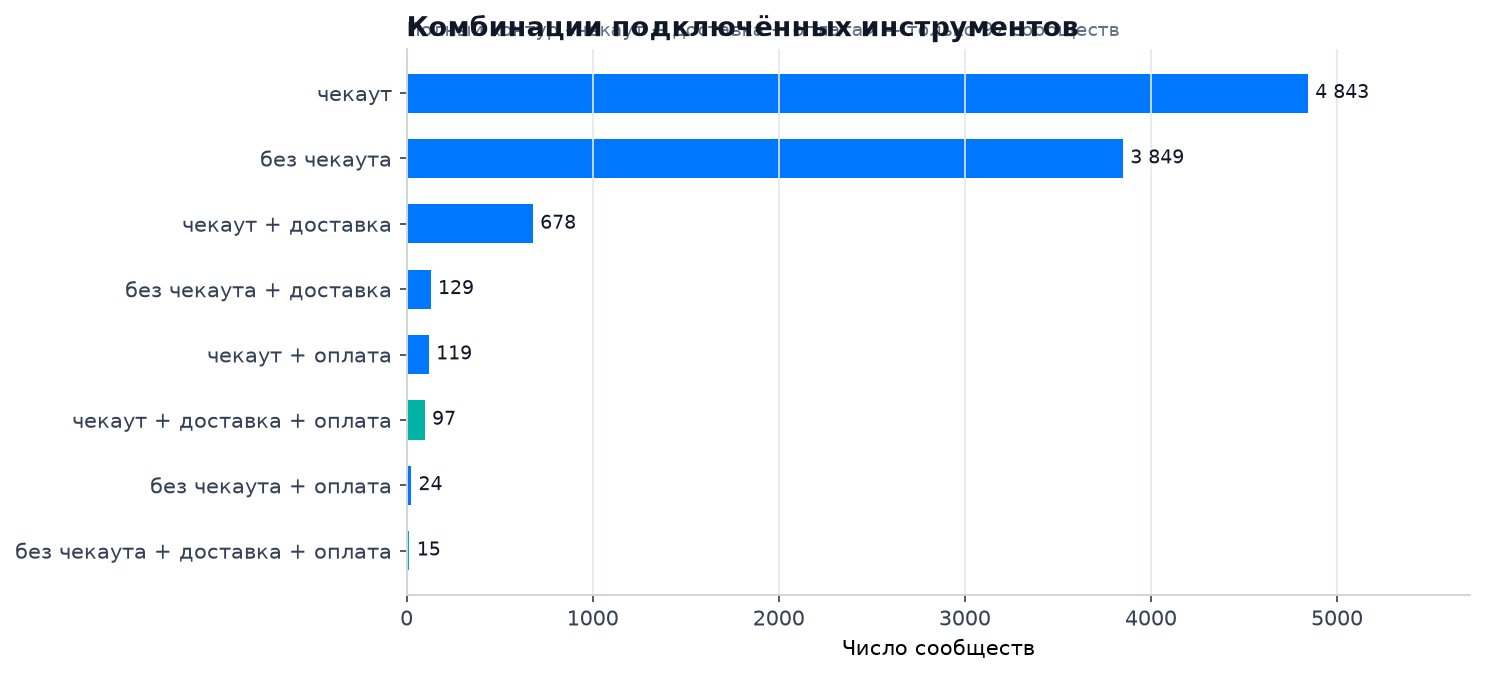 Комбинации подключённых инструментов
сообществ
чекаут
4 843
без чекаута
3 849
чекаут + доставка
678
без чекаута + доставка
129
чекаут + оплата
119
чекаут + доставка + оплата
97
без чекаута + оплата
24
без чекаута + доставка + оплата
15
0 1000 2000 3000 4000 5000
Число сообществ